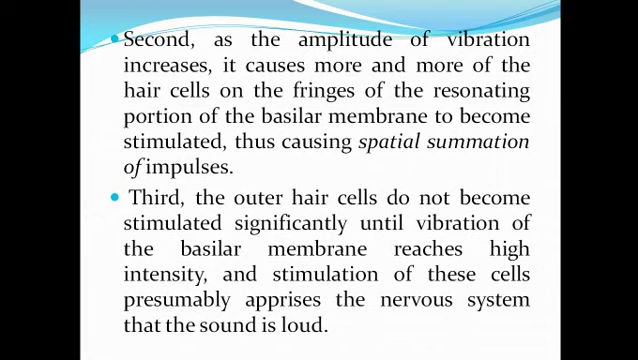 Second, as the amplitude of vibration
increases, it causes more and more of the
hair cells on the fringes of the resonating
portion of the basilar membrane to become
stimulated, thus causing spatial summation
of impulses.
Third, the outer hair cells do not become
stimulated significantly until vibration of
the basilar membrane reaches high
intensity, and stimulation of these cells
presumably apprises the nervous system
that the sound is loud.